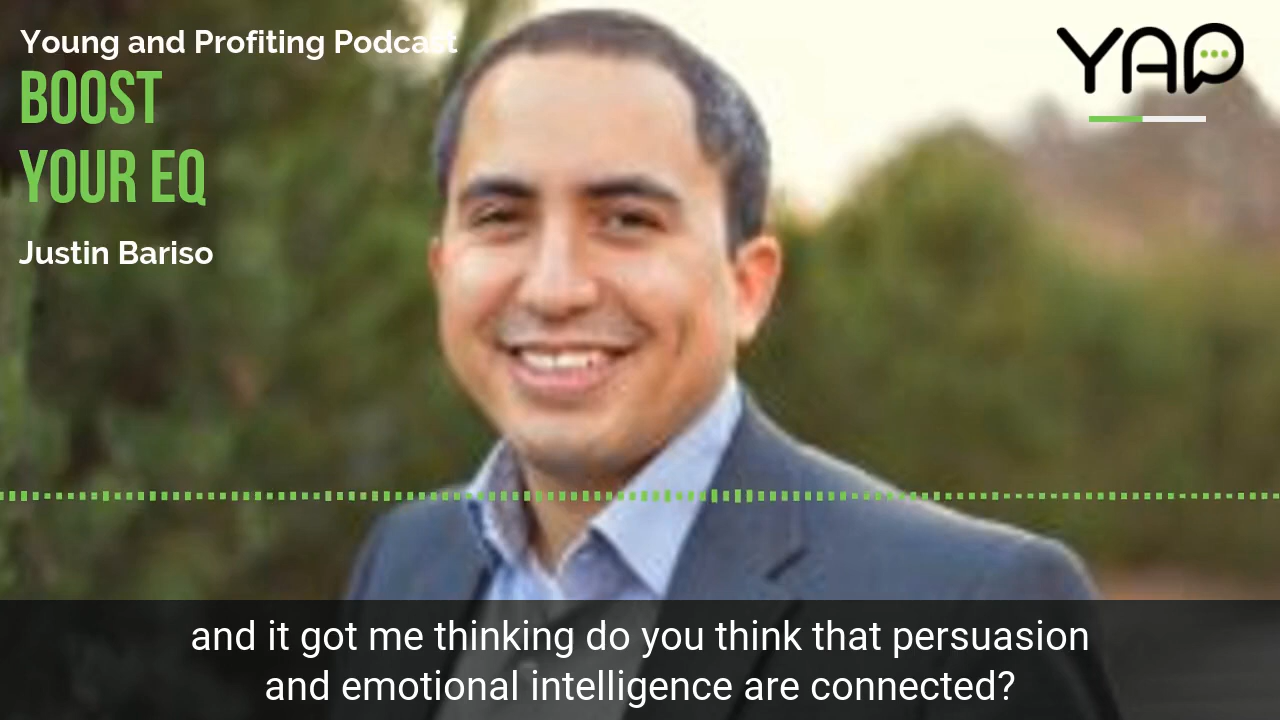 Young and Profiting Podcast
BOOST
YOUR EQ
Justin Bariso
YAP
and it got me thinking do you think that persuasion
and emotional intelligence are connected?